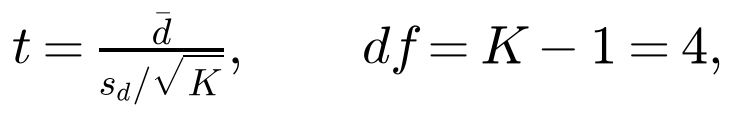 $t = \frac{\bar{d}}{s_d/\sqrt{K}}, \qquad df = K - 1 = 4,$